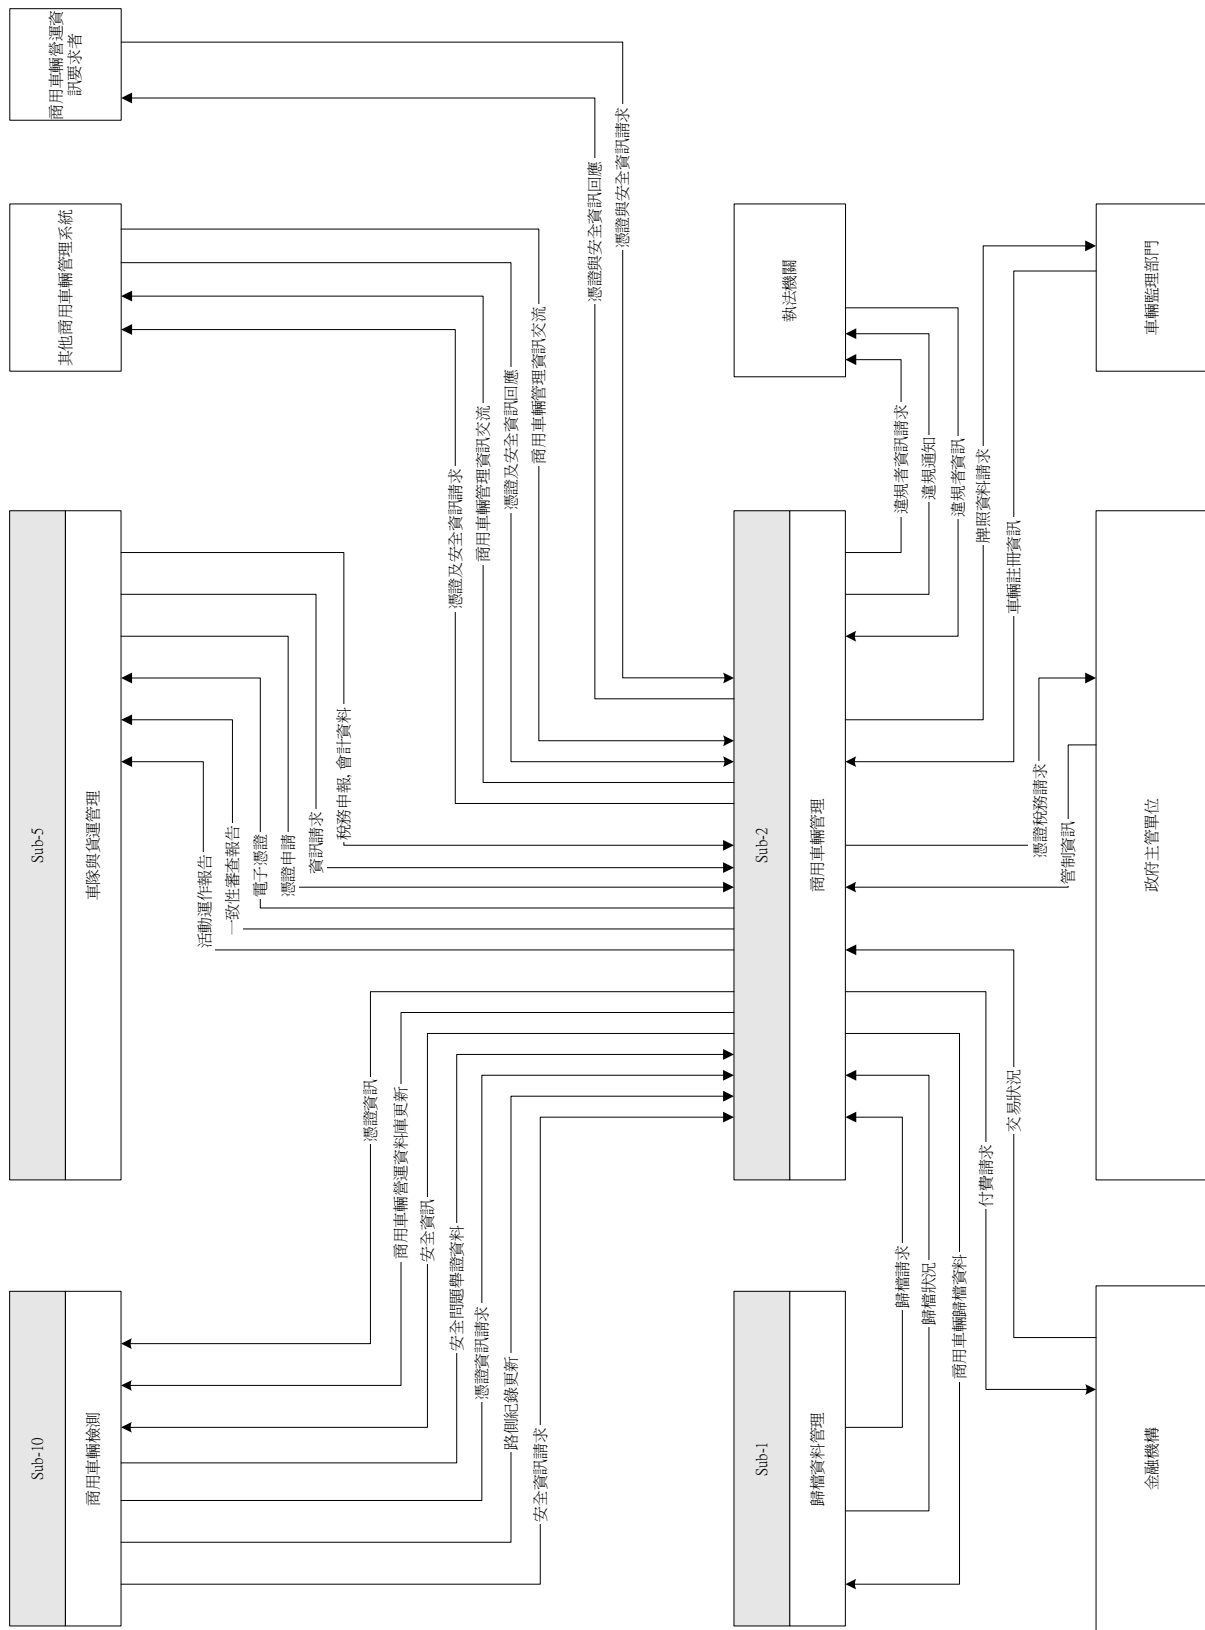 Sub-10
商用車輛檢測
Sub-5
車隊與貨運管理
其他商用車輛管理系統
商用車輛營運資
訊要求者
憑證資訊
商用車輛營運資料庫更新
安全資訊
安全問題舉證資料
憑證資訊請求
路側紀錄更新
安全資訊請求
活動運作報告
一致性審查報告
電子憑證
憑證申請
資訊請求
稅務申報, 會計資料
憑證及安全資訊請求
商用車輛管理資訊交流
憑證及安全資訊回應
商用車輛管理資訊交流
憑證與安全資訊回應
憑證與安全資訊請求
Sub-1
歸檔資料管理
Sub-2
商用車輛管理
執法機關
歸檔請求
歸檔狀況
商用車輛歸檔資料
付費請求
交易狀況
憑證稅務請求
管制資訊
違規者資訊請求
違規通知
違規者資訊
牌照資料請求
車輛註冊資訊
金融機構
政府主管單位
車輛監理部門